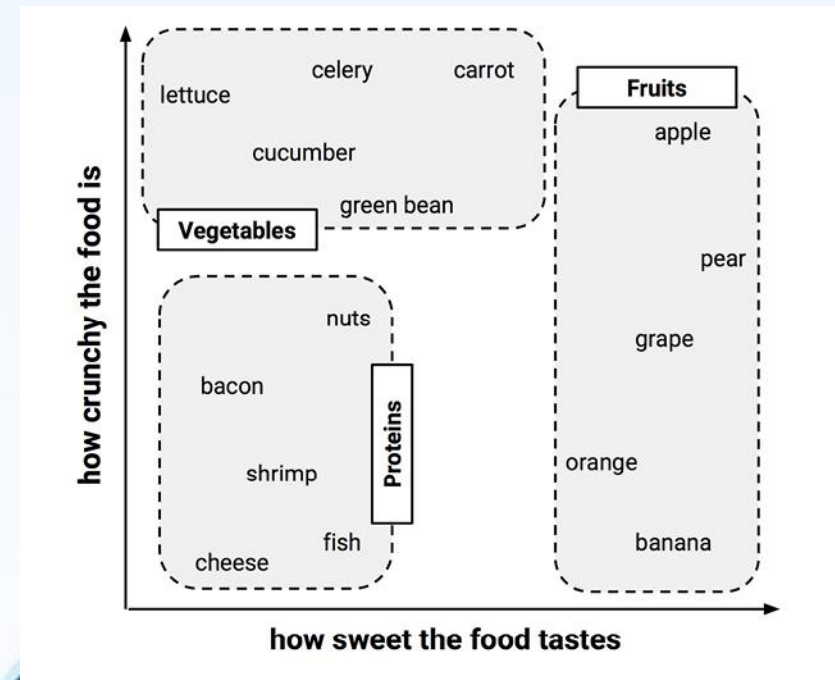 celery
carrot
lettuce
cucumber
green bean
Vegetables
Fruits
apple
pear
grape
orange
banana
nuts
bacon
shrimp
fish
cheese
Proteins
how crunchy the food is
how sweet the food tastes